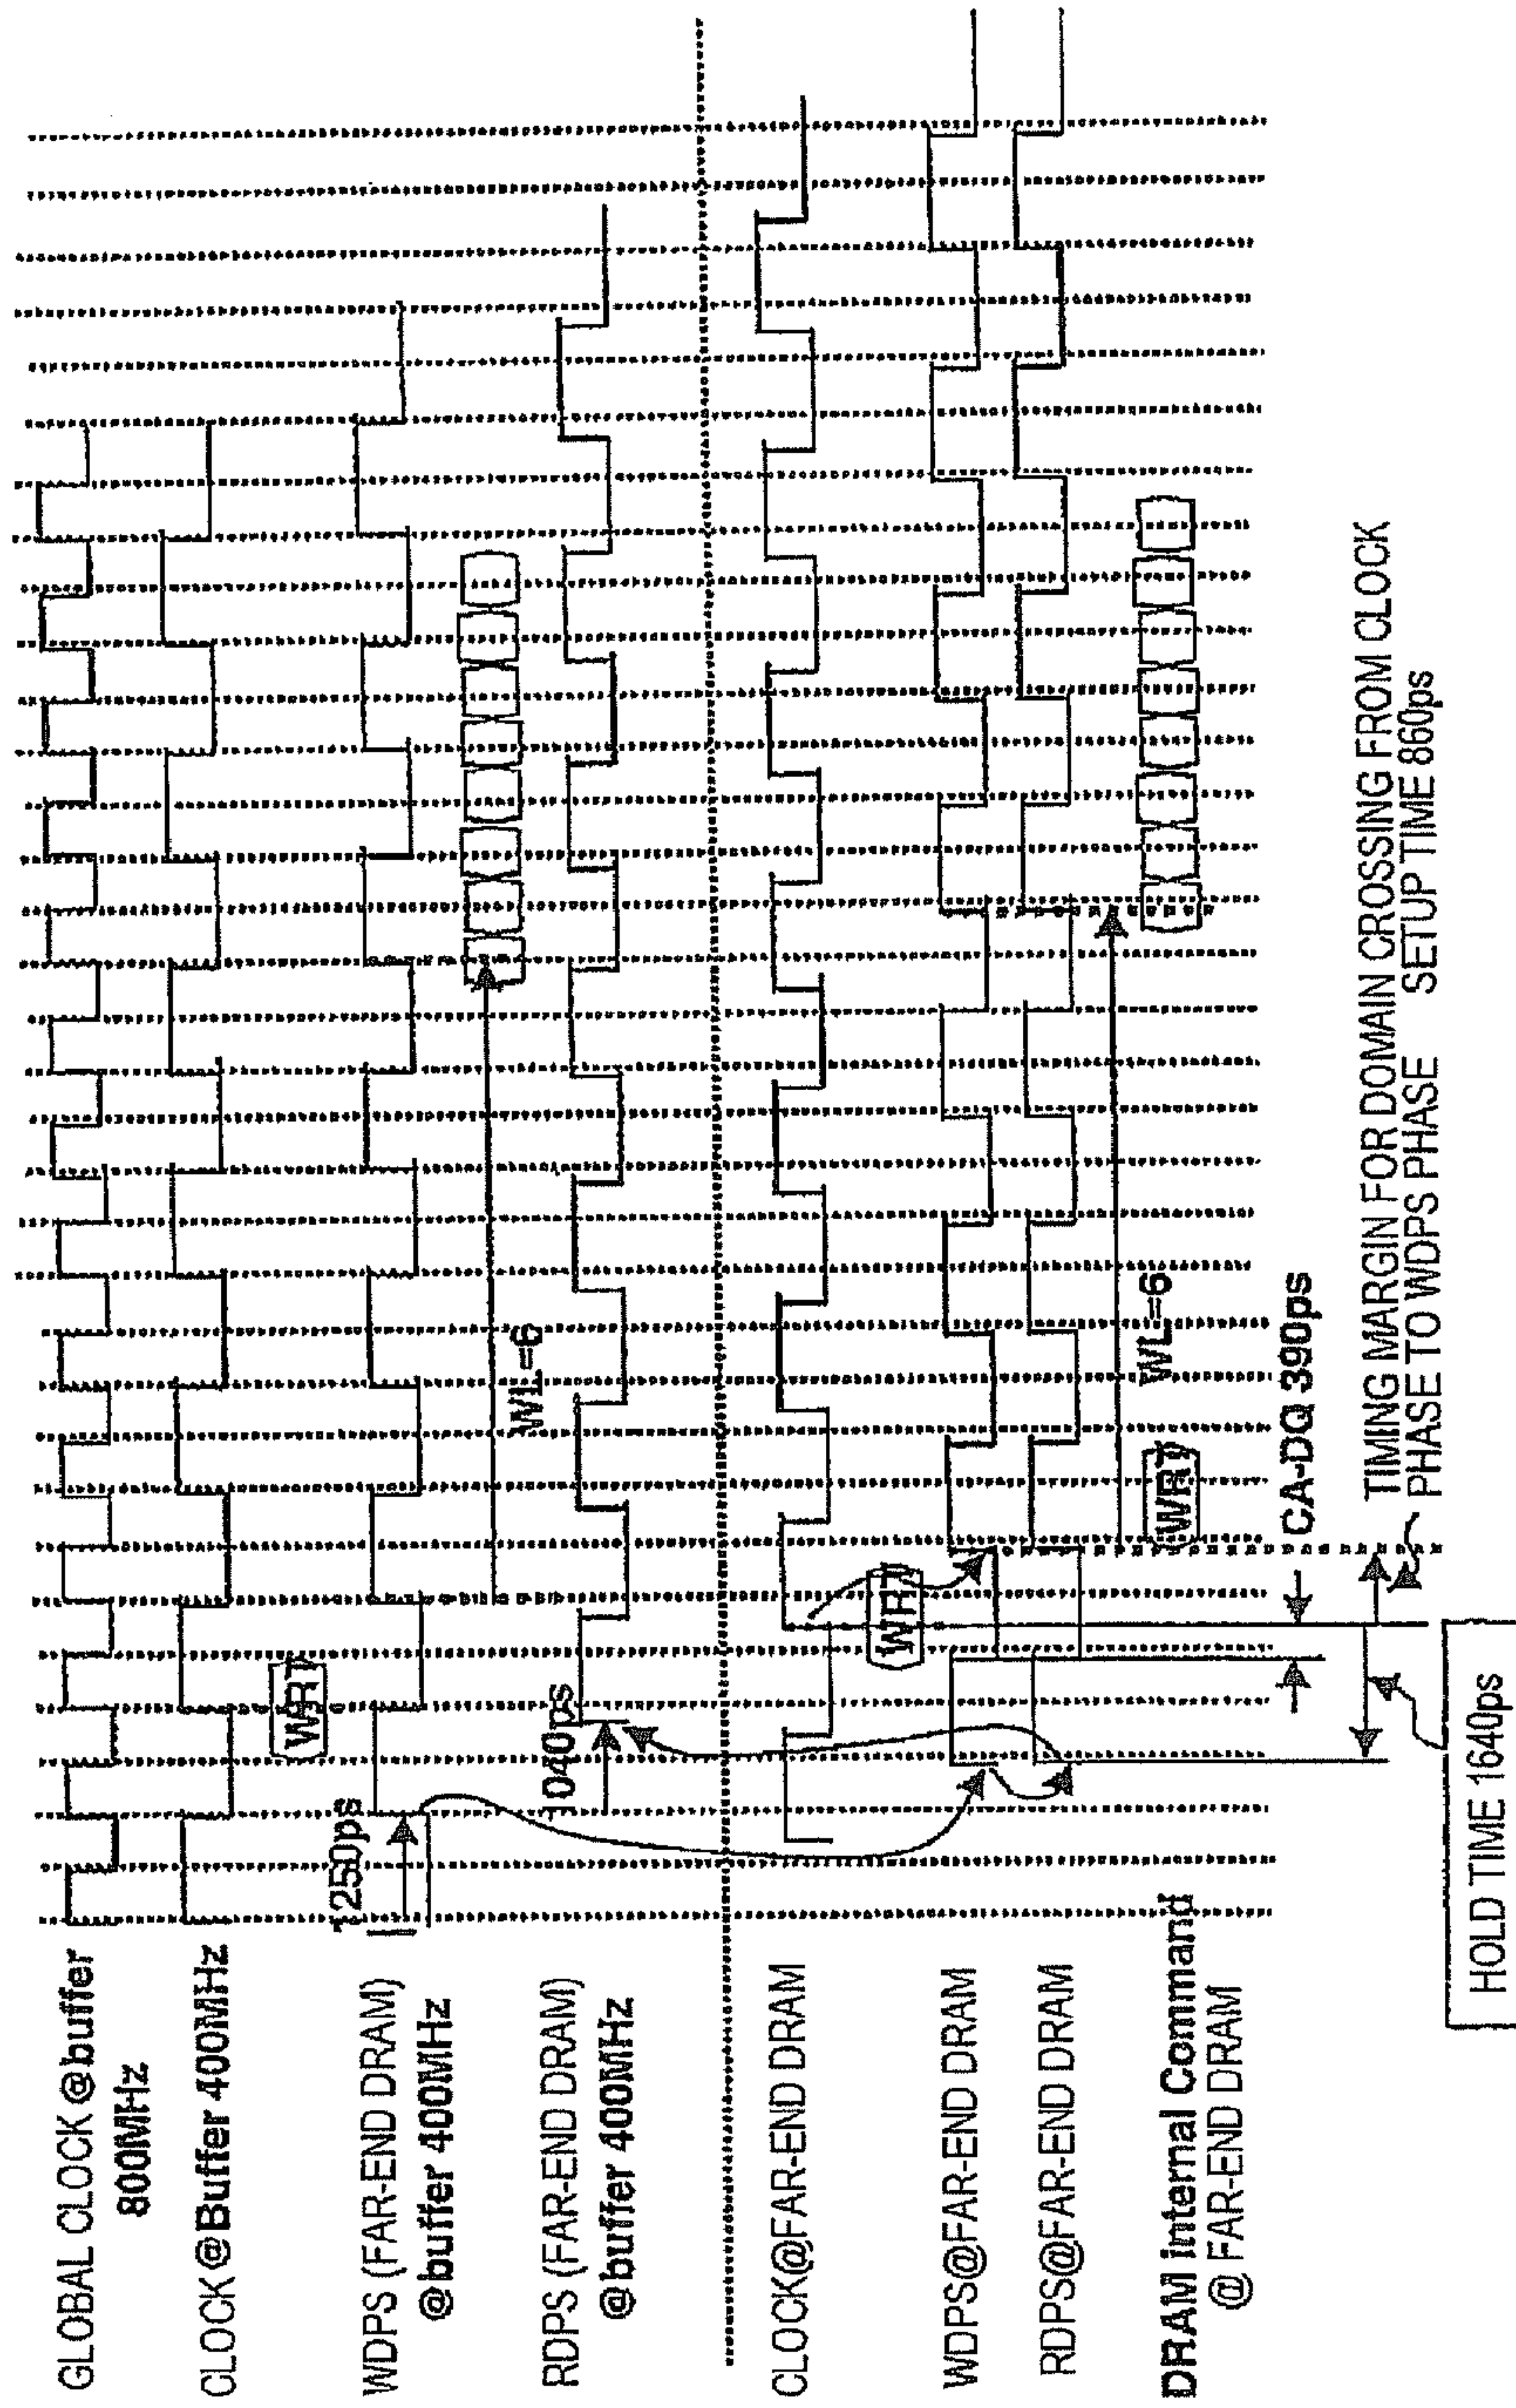 GLOBAL CLOCK@buffer
800MHz
CLOCK@Buffer 400MHz
WRT
WDPS (FAR-END DRAM)
@buffer 400MHz
1250ps
WL=6
RDPS (FAR-END DRAM)
@buffer 400MHz
1040ps
CLOCK@FAR-END DRAM
WRT
WDPS@FAR-END DRAM
RDPS@FAR-END DRAM
WL=6
DRAM internal Command
@ FAR-END DRAM
WRT
CA-DQ 390ps
TIMING MARGIN FOR DOMAIN CROSSING FROM CLOCK
PHASE TO WDPS PHASE SETUP TIME 860ps
HOLD TIME 1640ps